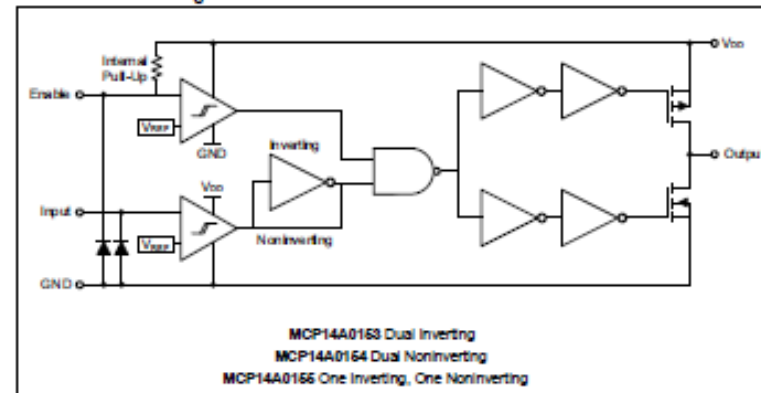 Internal
Pull-Up
VDD
Enable
VREF
GND
Inverting
Output
VDD
Input
VREF
Noninverting
GND
MCP14A0153 Dual Inverting
MCP14A0154 Dual Noninverting
MCP14A0155 One Inverting, One Noninverting